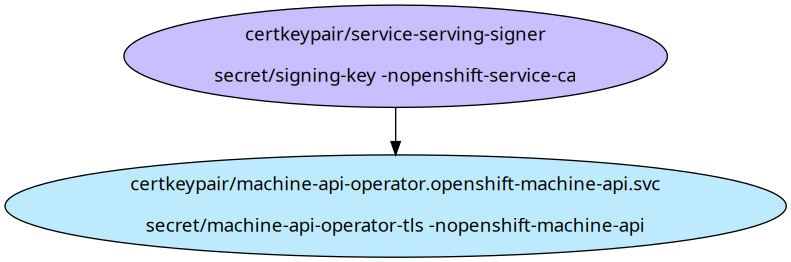 certkeypair/service-serving-signer
secret/signing-key -nopenshift-service-ca
certkeypair/machine-api-operator.openshift-machine-api.svc
secret/machine-api-operator-tls -nopenshift-machine-api